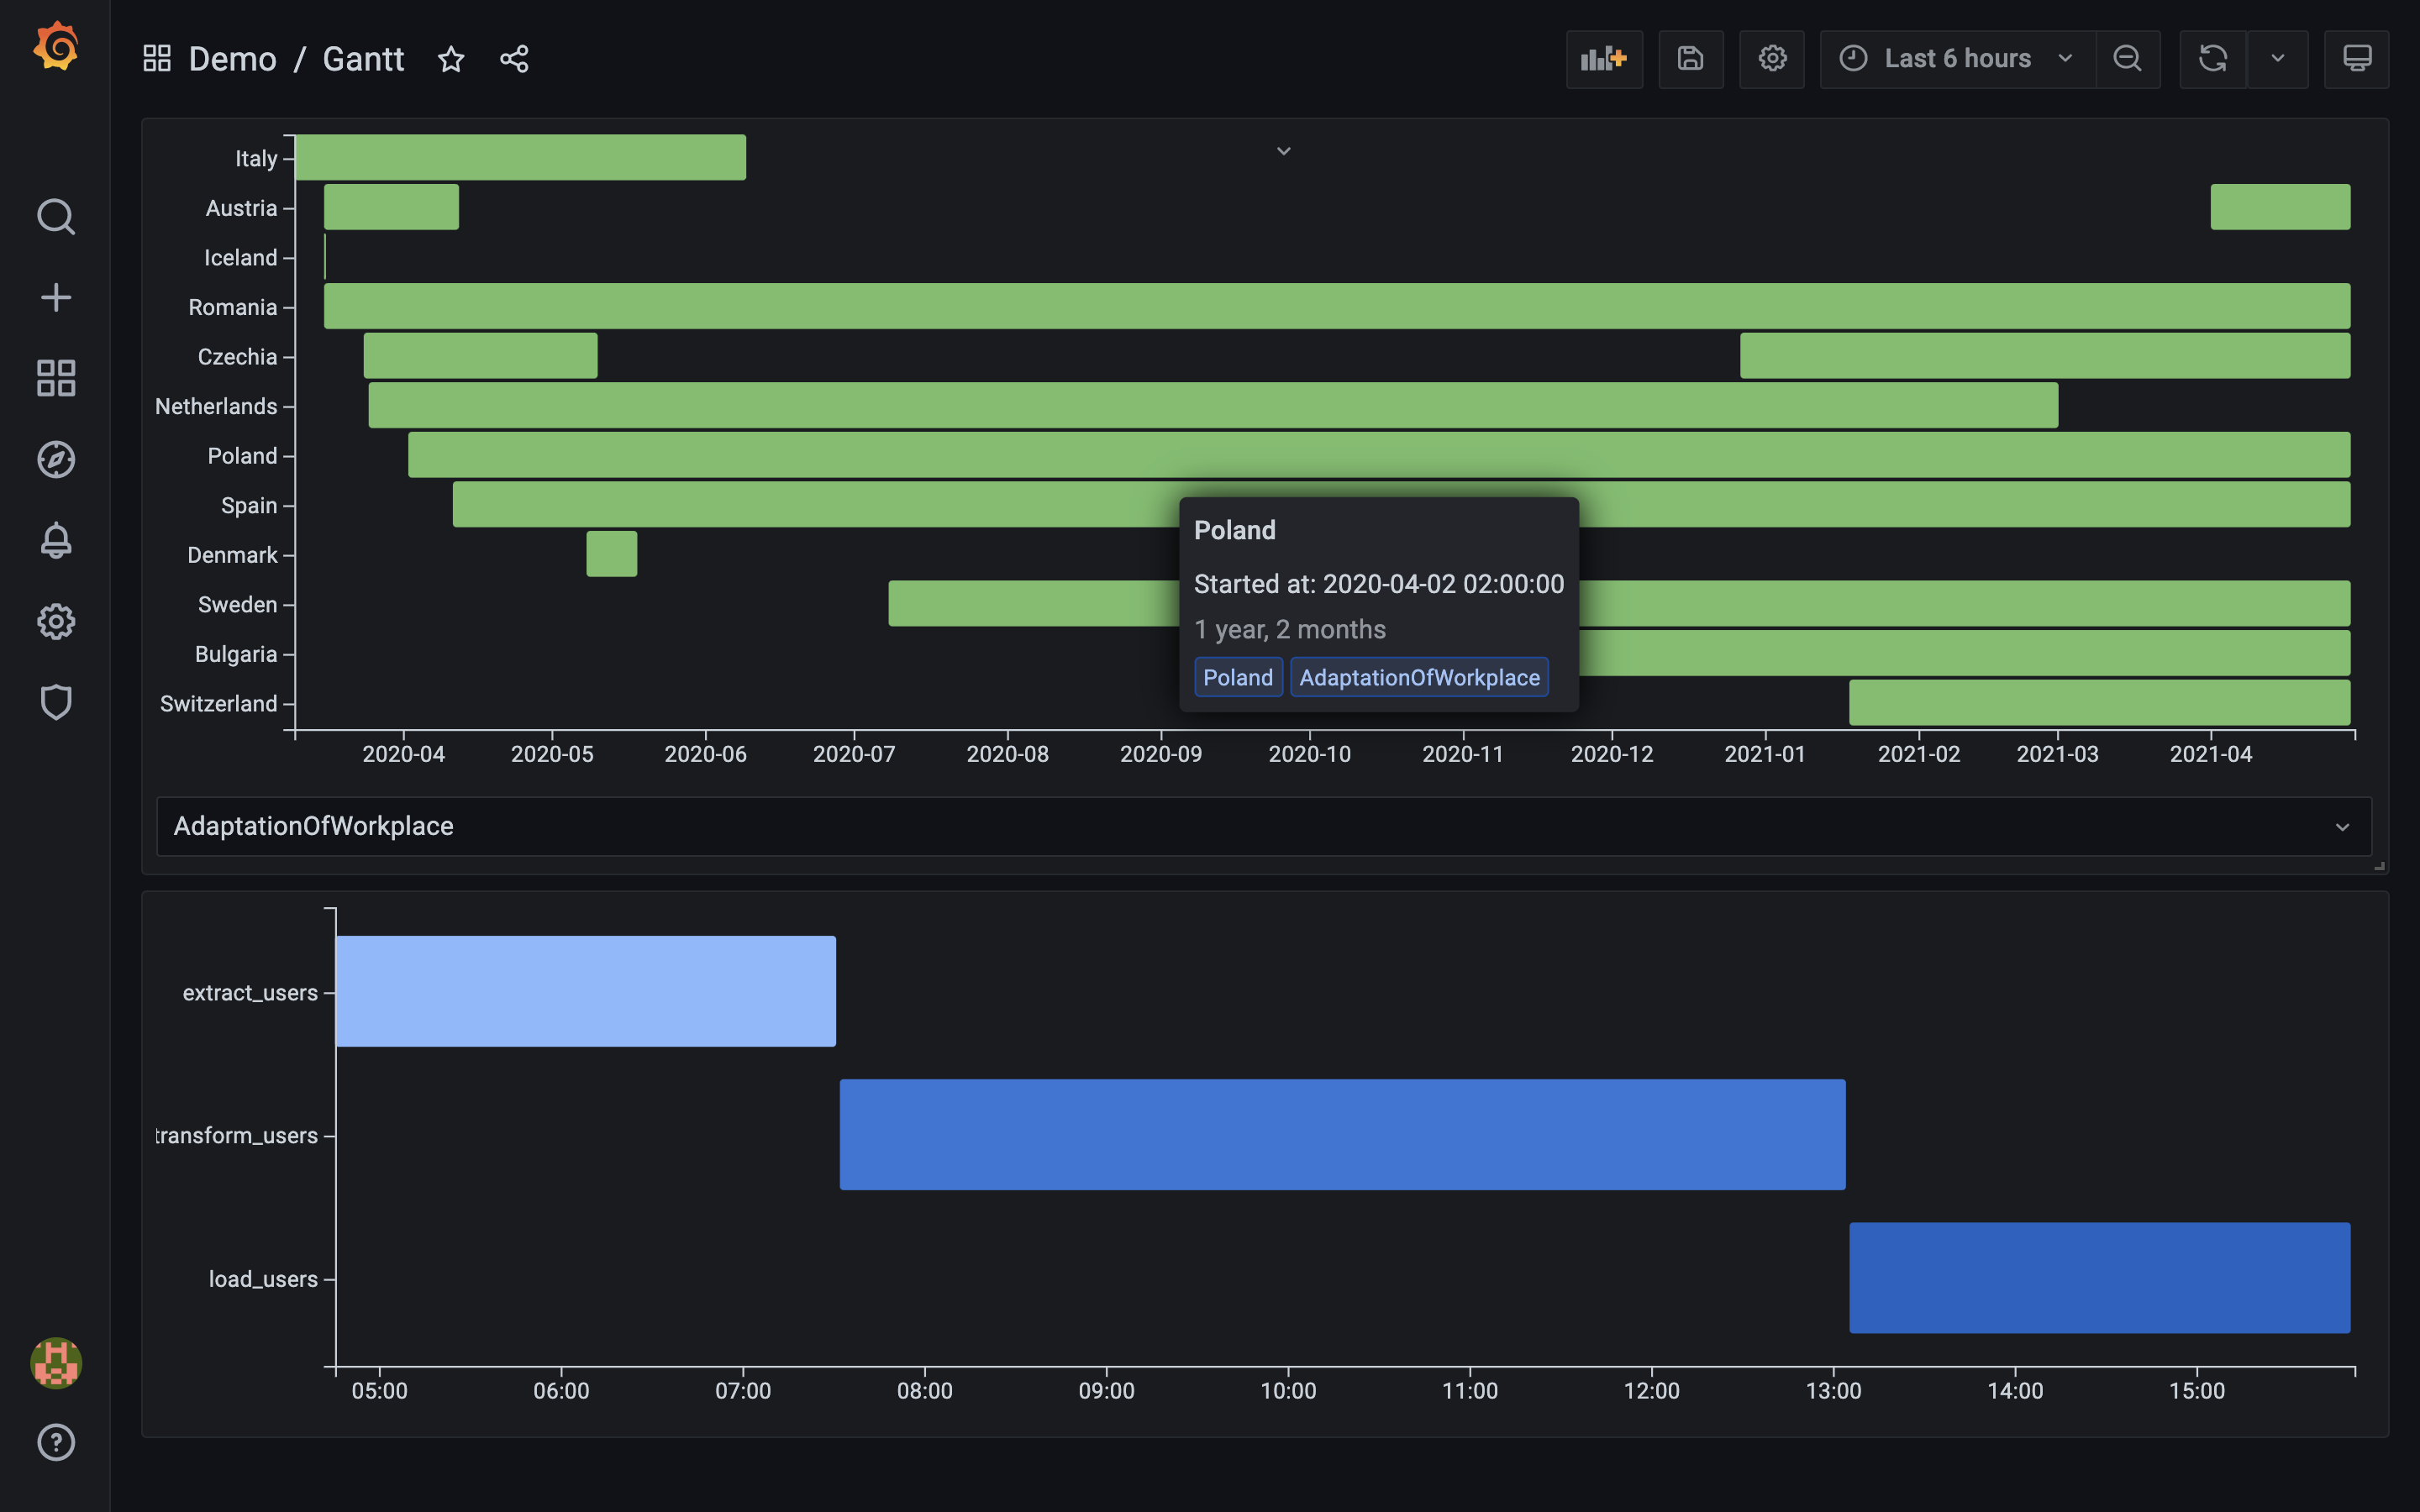 Demo / Gantt
Last 6 hours
Italy
Austria
Iceland
Romania
Czechia
Netherlands
Poland
Spain
Denmark
Sweden
Bulgaria
Switzerland
Poland
Started at: 2020-04-02 02:00:00
1 year, 2 months
Poland AdaptationOfWorkplace
2020-04 2020-05 2020-06 2020-07 2020-08 2020-09 2020-10 2020-11 2020-12 2021-01 2021-02 2021-03 2021-04
AdaptationOfWorkplace
extract_users
transform_users
load_users
05:00 06:00 07:00 08:00 09:00 10:00 11:00 12:00 13:00 14:00 15:00